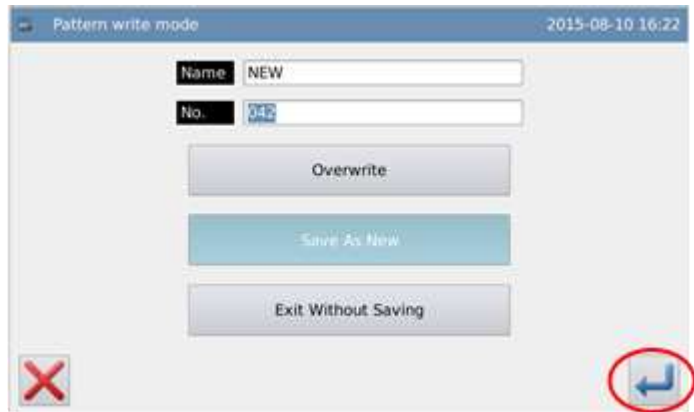 Pattern write mode 2015-08-10 16:22
Name NEW
No. 042
Overwrite
Save As New
Exit Without Saving